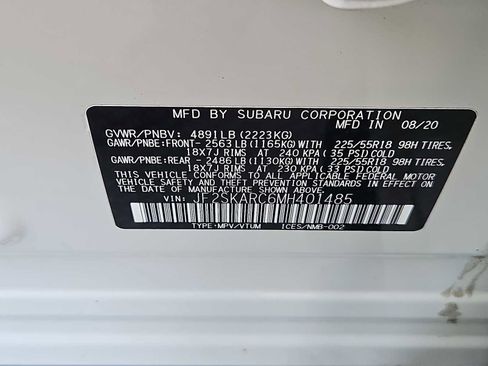 MFD BY SUBARU CORPORATION
MFD IN 08/20
GVWR/PNBV: 4891LB (2223KG)
GAWR/PNBE:FRONT- 2563 LB (1165KG) WITH 225/55R18 98H TIRES
18X7J RIMS AT 240 KPA (35 PSI) COLD
GAWR/PNBE:REAR - 2486 LB (1130KG) WITH 225/55R18 98H TIRES
18X7J RIMS AT 230 KPA (33 PSI) COLD
THIS VEHICLE CONFORMS TO ALL APPLICABLE FEDERAL MOTOR
VEHICLE SAFETY AND THEFT PREVENTION STANDARDS IN EFFECT
ON THE DATE OF MANUFACTURE SHOWN ABOVE.
VIN: JF2SKARC6MH401485
TYPE:MPV/VTUM ICES/NMB-002